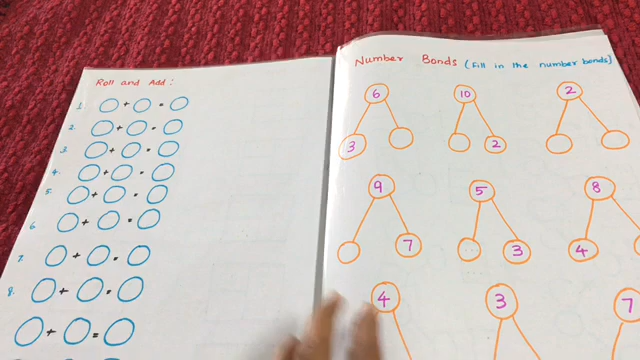 Roll and Add :
1. + =
2. + =
3. + =
4. + =
5. + =
6 + =
7. + =
8. + =
+ =
Number Bonds (Fill in the number bonds)
6 10 2
3 2
9 5 8
7 3 4
4 3 7